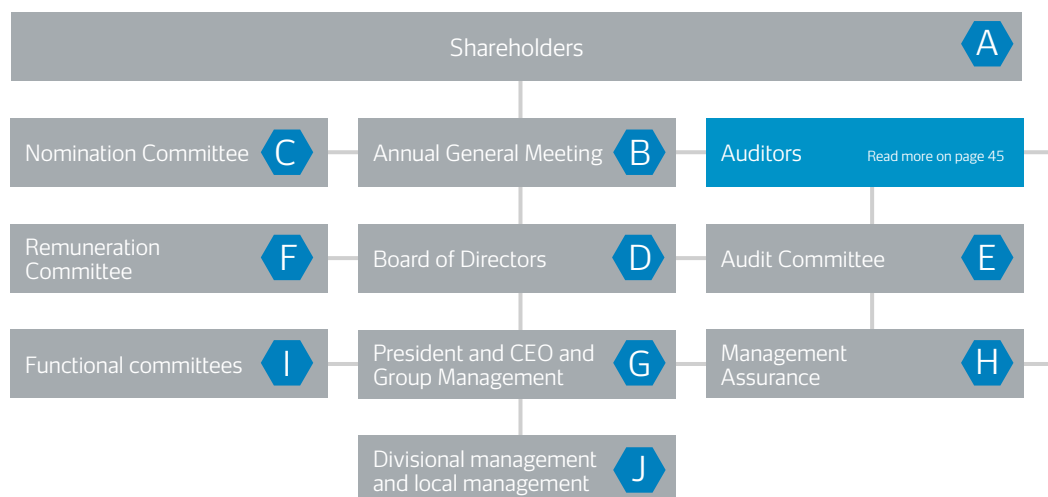 Shareholders
A
Nomination Committee
C
Annual General Meeting
B
Auditors
Read more on page 45
Remuneration
Committee
F
Board of Directors
D
Audit Committee
E
Functional committees
I
President and CEO and
Group Management
G
Management
Assurance
H
Divisional management
and local management
J